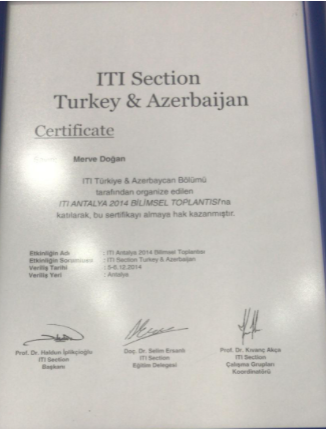 ITI Section
Turkey & Azerbaijan
Certificate
Merve Doğan
ITI Türkiye & Azerbaycan Bölümü
tarafından organize edilen
ITI ANTALYA 2014 BİLİMSEL TOPLANTISI'na
katılarak, bu sertifikayı almaya hak kazanmıştır.
Etkinliğin Adı : ITI Antalya 2014 Bilimsel Toplantısı
Etkinliğin : ITI Section Turkey & Azerbaijan
Veriliş Tarihi : 5-6.12.2014
Veriliş Yeri : Antalya
Prof. Dr. Haldun İplikçioğlu
ITI Section
Başkanı
Doç. Dr. Selim Ersanlı
ITI Section
Eğitim Delegesi
Prof. Dr. Kıvanç Akça
ITI Section
Çalışma Grupları
Koordinatörü